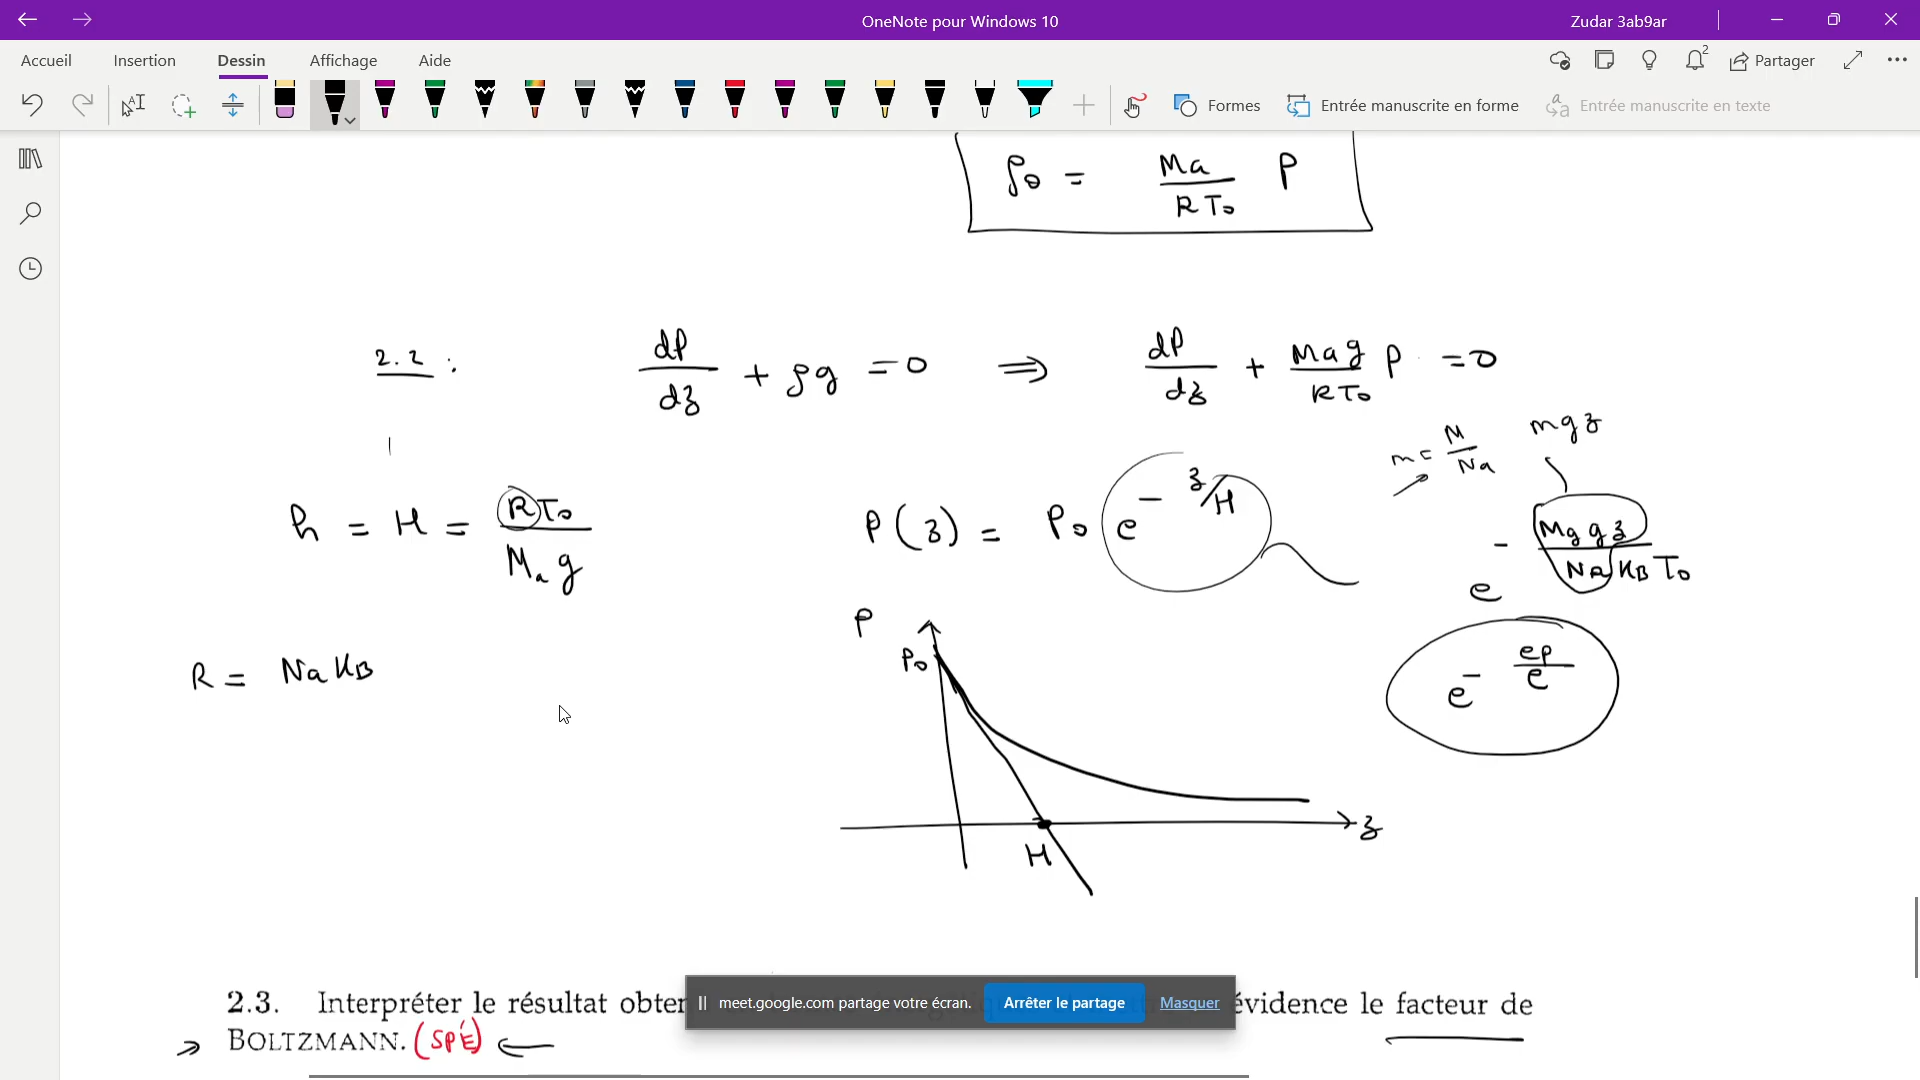 OneNote pour Windows 10
Zudar 3ab9ar
Accueil Insertion Dessin Affichage Aide
2
Partager
Formes
Entrée manuscrite en forme
Entrée manuscrite en texte
ρ₀ = Ma/RT₀ P
2.2 : dP/dz + ρg = 0 ⇒ dP/dz + Mag/RT₀ P = 0
m = M/Na
mgz
h = H = RT₀/Mag
P(z) = P₀ e^(- z/H)
e^(- Mggz/NaKBT₀)
P
P₀
R = NaKB
e^(- ep/e)
z
H
2.3. Interpréter le résultat obten
évidence le facteur de
BOLTZMANN. (SPÉ)
meet.google.com partage votre écran.
Arrêter le partage
Masquer